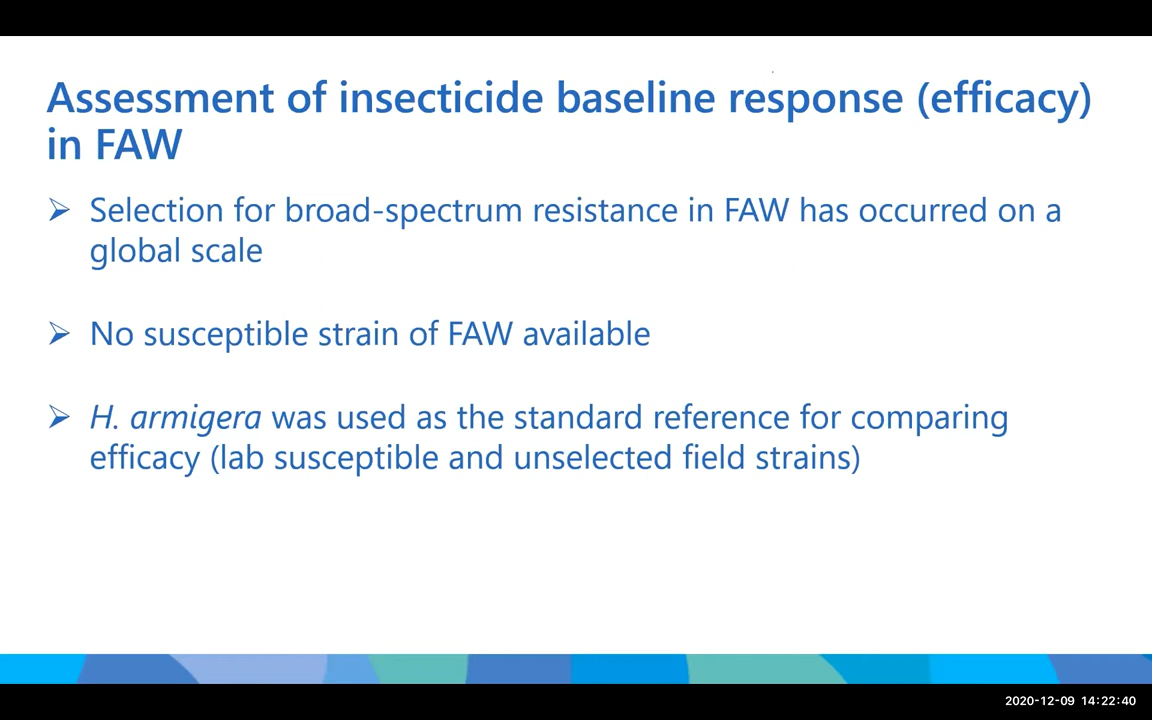 Assessment of insecticide baseline response (efficacy)
in FAW
➢ Selection for broad-spectrum resistance in FAW has occurred on a
global scale
➢ No susceptible strain of FAW available
➢ H. armigera was used as the standard reference for comparing
efficacy (lab susceptible and unselected field strains)
2020-12-09 14:22:40